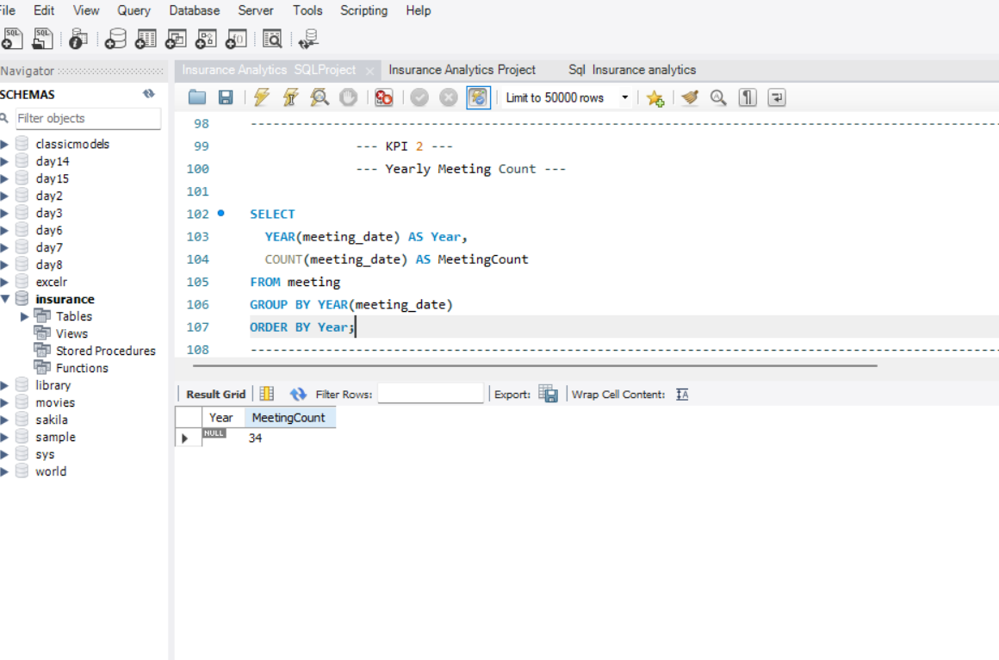 File Edit View Query Database Server Tools Scripting Help
SQL SQL
Navigator
Insurance Analytics SQLProject Insurance Analytics Project Sql Insurance analytics
SCHEMAS
Filter objects
Limit to 50000 rows
classicmodels
day14
day15
day2
day3
day6
day7
day8
excelr
insurance
Tables
Views
Stored Procedures
Functions
library
movies
sakila
sample
sys
world
98 --------------------------------------------------------------------------------
99 --- KPI 2 ---
100 --- Yearly Meeting Count ---
101
102 SELECT
103 YEAR(meeting_date) AS Year,
104 COUNT(meeting_date) AS MeetingCount
105 FROM meeting
106 GROUP BY YEAR(meeting_date)
107 ORDER BY Year;
108 --------------------------------------------------------------------------------
Result Grid Filter Rows: Export: Wrap Cell Content: IA
Year MeetingCount
NULL 34